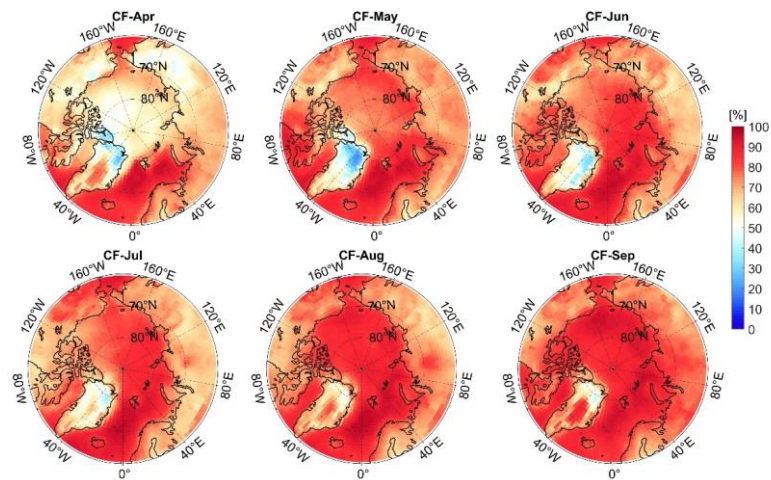 CF-Apr
160°W
160°E
120°W
120°E
70°N
80°N
80°W
80°E
40°W
40°E
0°
CF-May
160°W
160°E
120°W
120°E
70°N
80°N
80°W
80°E
40°W
40°E
0°
CF-Jun
160°W
160°E
120°W
120°E
70°N
80°N
80°W
80°E
40°W
40°E
0°
[%]
100
90
80
70
60
50
40
30
20
10
0
CF-Jul
160°W
160°E
120°W
120°E
70°N
80°N
80°W
80°E
40°W
40°E
0°
CF-Aug
160°W
160°E
120°W
120°E
70°N
80°N
80°W
80°E
40°W
40°E
0°
CF-Sep
160°W
160°E
120°W
120°E
70°N
80°N
80°W
80°E
40°W
40°E
0°